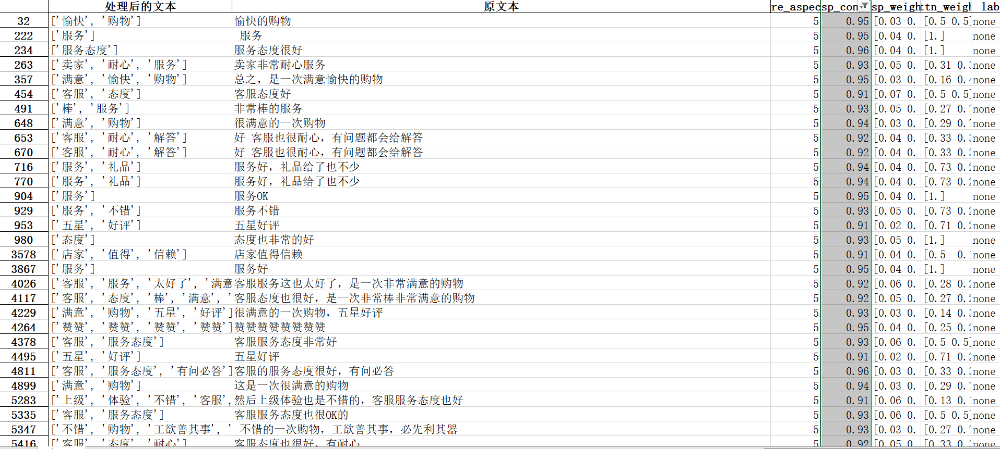 处理后的文本 原文本 re_aspec sp_con sp_weigh ttn_weigh lab
32 ['愉快', '购物'] 愉快的购物 5 0.95 [0.03 0. [0.5 0.5] none
222 ['服务'] 服务 5 0.95 [0.04 0. [1.] none
234 ['服务态度'] 服务态度很好 5 0.96 [0.04 0. [1.] none
263 ['卖家', '耐心', '服务'] 卖家非常耐心服务 5 0.93 [0.05 0. [0.31 0.3 none
357 ['满意', '愉快', '购物'] 总之，是一次满意愉快的购物 5 0.95 [0.03 0. [0.16 0.4 none
454 ['客服', '态度'] 客服态度好 5 0.91 [0.07 0. [0.5 0.5] none
491 ['棒', '服务'] 非常棒的服务 5 0.93 [0.05 0. [0.27 0.7 none
648 ['满意', '购物'] 很满意的一次购物 5 0.94 [0.03 0. [0.29 0.7 none
653 ['客服', '耐心', '解答'] 好 客服也很耐心，有问题都会给解答 5 0.92 [0.04 0. [0.33 0.3 none
670 ['客服', '耐心', '解答'] 好 客服也很耐心，有问题都会给解答 5 0.92 [0.04 0. [0.33 0.3 none
716 ['服务', '礼品'] 服务好，礼品给了也不少 5 0.94 [0.04 0. [0.73 0.2 none
770 ['服务', '礼品'] 服务好，礼品给了也不少 5 0.94 [0.04 0. [0.73 0.2 none
904 ['服务'] 服务OK 5 0.95 [0.04 0. [1.] none
929 ['服务', '不错'] 服务不错 5 0.93 [0.05 0. [0.73 0.2 none
953 ['五星', '好评'] 五星好评 5 0.91 [0.02 0. [0.71 0.2 none
980 ['态度'] 态度也非常的好 5 0.93 [0.05 0. [1.] none
3578 ['店家', '值得', '信赖'] 店家值得信赖 5 0.91 [0.04 0. [0.5 0.1 none
3867 ['服务'] 服务好 5 0.95 [0.04 0. [1.] none
4026 ['客服', '服务', '太好了', '满意 客服服务这也太好了，是一次非常满意的购物 5 0.92 [0.06 0. [0.28 0.2 none
4117 ['客服', '态度', '棒', '满意', ' 客服态度也很好，是一次非常棒非常满意的购物 5 0.92 [0.05 0. [0.27 0.2 none
4229 ['满意', '购物', '五星', '好评'] 很满意的一次购物，五星好评 5 0.93 [0.03 0. [0.14 0.3 none
4264 ['赞赞', '赞赞', '赞赞', '赞赞'] 赞赞赞赞赞赞赞赞 5 0.95 [0.04 0. [0.25 0.2 none
4378 ['客服', '服务态度'] 客服服务态度非常好 5 0.93 [0.06 0. [0.5 0.5] none
4495 ['五星', '好评'] 五星好评 5 0.91 [0.02 0. [0.71 0.2 none
4811 ['客服', '服务态度', '有问必答'] 客服的服务态度很好，有问必答 5 0.96 [0.03 0. [0.33 0.3 none
4899 ['满意', '购物'] 这是一次很满意的购物 5 0.94 [0.03 0. [0.29 0.7 none
5283 ['上级', '体验', '不错', '客服', 然后上级体验也是不错的，客服服务态度也好 5 0.91 [0.06 0. [0.13 0.1 none
5335 ['客服', '服务态度'] 客服服务态度也很OK的 5 0.93 [0.06 0. [0.5 0.5] none
5347 ['不错', '购物', '工欲善其事', ' 不错的一次购物，工欲善其事，必先利其器 5 0.93 [0.03 0. [0.27 0.7 none
5416 ['客服', '态度', '耐心'] 客服态度也很好，有耐心 5 0.92 [0.05 0. [0.33 0.3 none